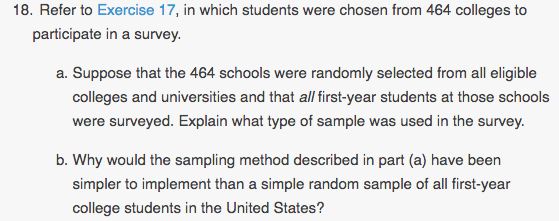 18. Refer to Exercise 17, in which students were chosen from 464 colleges to
participate in a survey.
a. Suppose that the 464 schools were randomly selected from all eligible
colleges and universities and that all first-year students at those schools
were surveyed. Explain what type of sample was used in the survey.
b. Why would the sampling method described in part (a) have been
simpler to implement than a simple random sample of all first-year
college students in the United States?